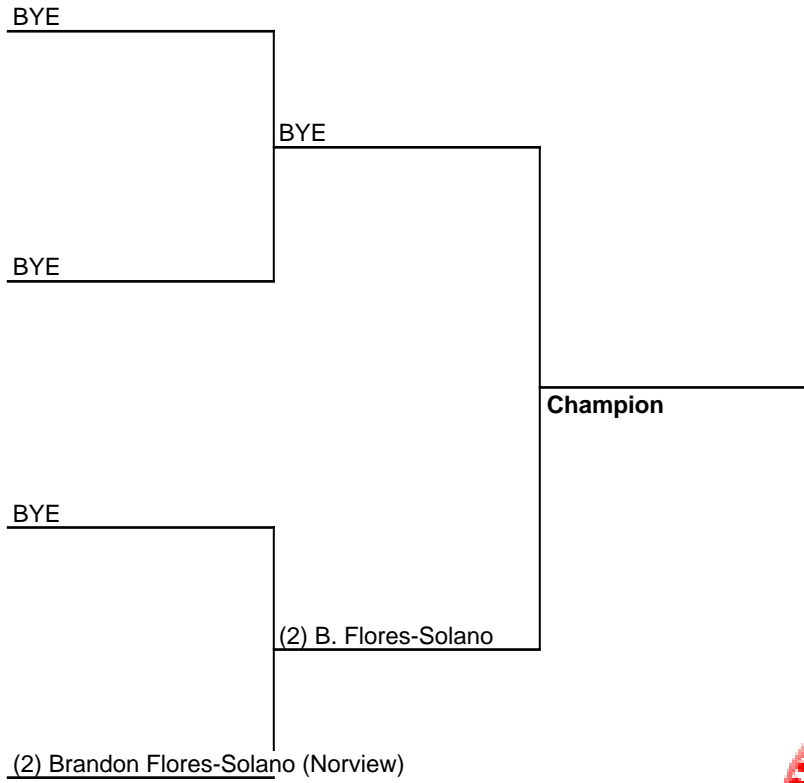 BYE
BYE
BYE
Champion
BYE
(2) B. Flores-Solano
(2) Brandon Flores-Solano (Norview)